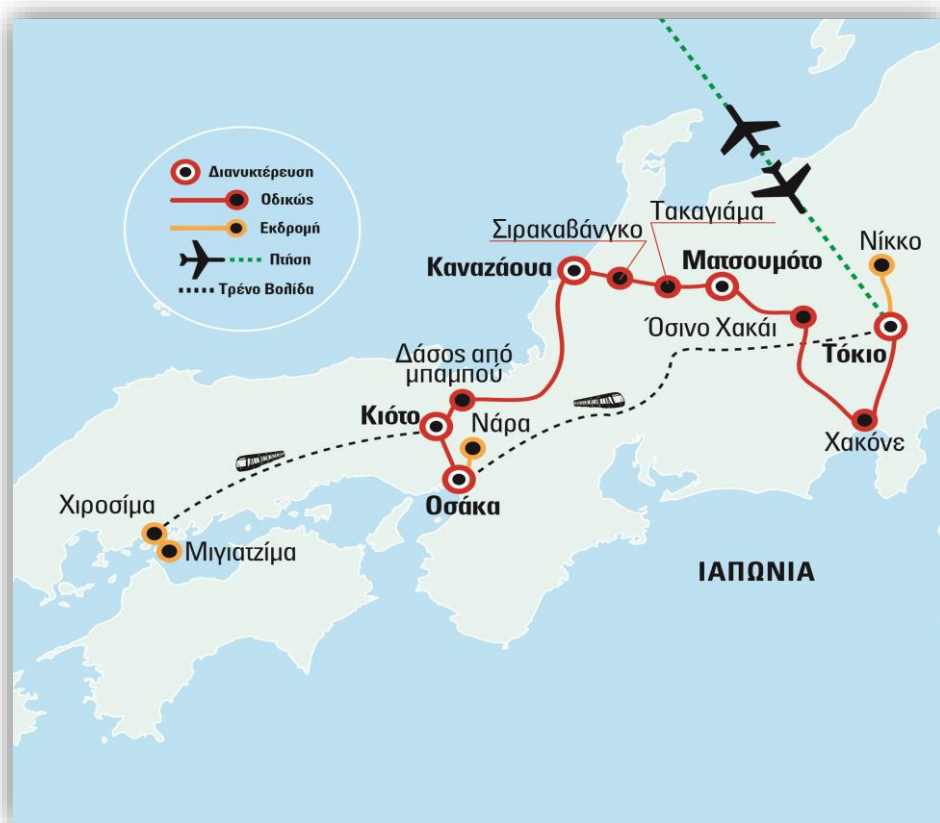 Διανυκτέρευση
Οδικώς
Εκδρομή
Πτήση
Τρένο Βολίδα
Σιρακαβάνγκο
Τακαγιάμα
Νίκκο
Καναζάουα
Ματσουμότο
Όσινο Χακάι
Τόκιο
Δάσος από
μπαμπού
Κιότο
Νάρα
Χακόνε
Οσάκα
Χιροσίμα
Μιγιατζίμα
ΙΑΠΩΝΙΑ